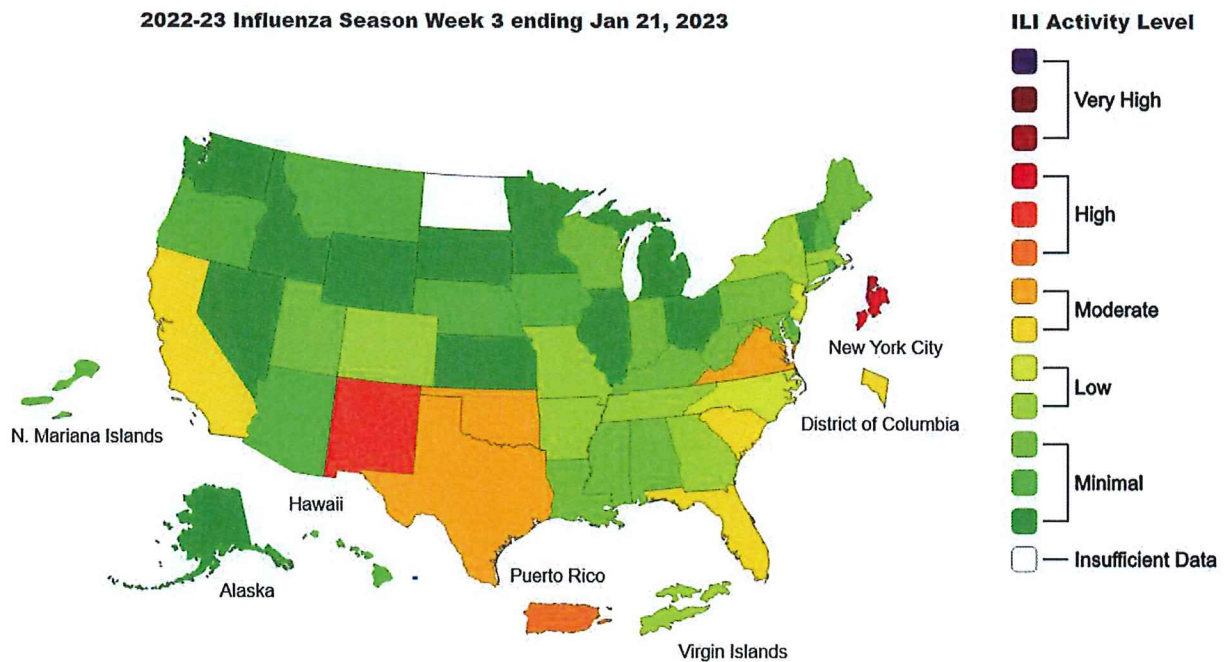 2022-23 Influenza Season Week 3 ending Jan 21, 2023
ILI Activity Level
Very High
High
Moderate
Low
Minimal
Insufficient Data
New York City
District of Columbia
N. Mariana Islands
Hawaii
Alaska
Puerto Rico
Virgin Islands